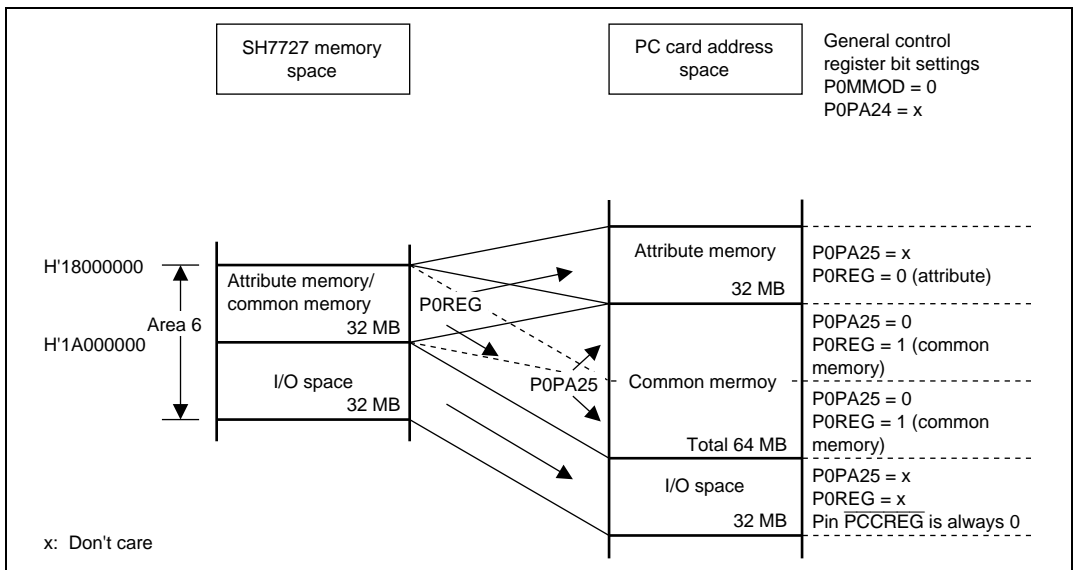 SH7727 memory
space
PC card address
space
General control
register bit settings
P0MMOD = 0
P0PA24 = x
H'18000000
Area 6
H'1A000000
Attribute memory/
common memory
32 MB
I/O space
32 MB
P0REG
P0PA25
Attribute memory
32 MB
Common mermoy
Total 64 MB
I/O space
32 MB
P0PA25 = x
P0REG = 0 (attribute)
P0PA25 = 0
P0REG = 1 (common
memory)
P0PA25 = 0
P0REG = 1 (common
memory)
P0PA25 = x
P0REG = x
Pin PCCREG is always 0
x: Don't care